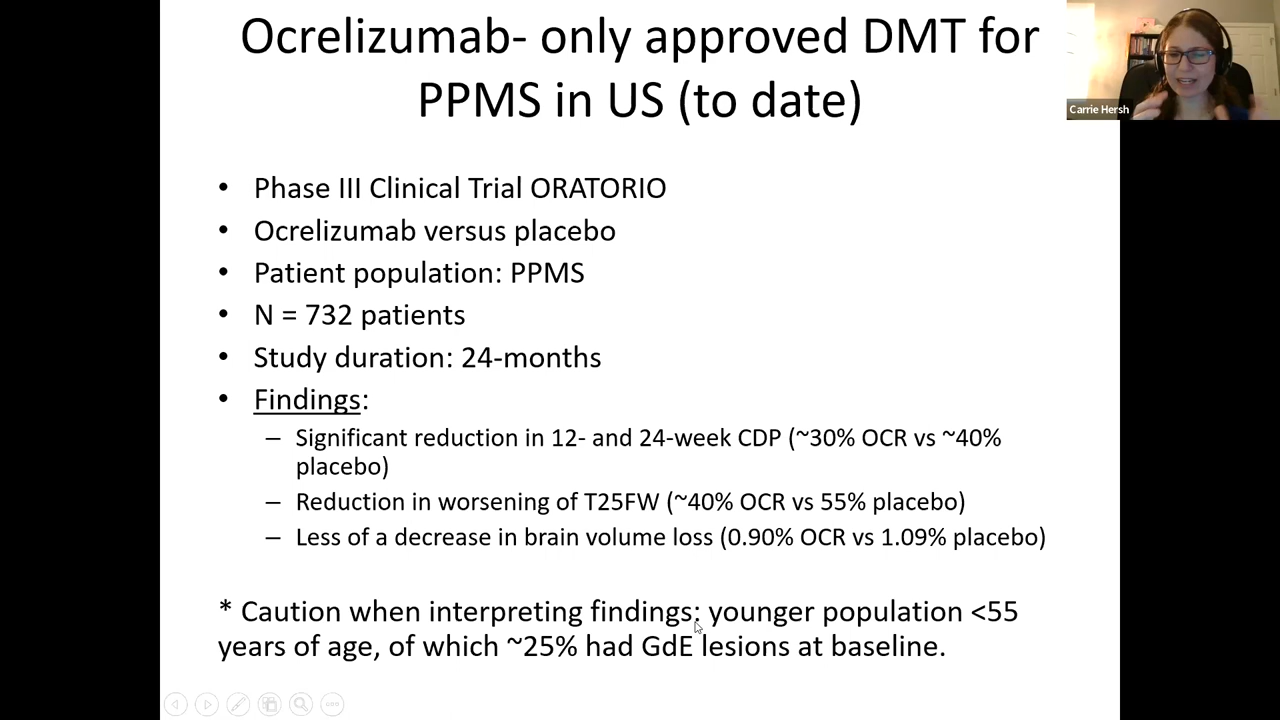 Ocrelizumab- only approved DMT for
PPMS in US (to date)
Carrie Hersh
• Phase III Clinical Trial ORATORIO
• Ocrelizumab versus placebo
• Patient population: PPMS
• N = 732 patients
• Study duration: 24-months
• Findings:
– Significant reduction in 12- and 24-week CDP (~30% OCR vs ~40%
placebo)
– Reduction in worsening of T25FW (~40% OCR vs 55% placebo)
– Less of a decrease in brain volume loss (0.90% OCR vs 1.09% placebo)
* Caution when interpreting findings: younger population <55
years of age, of which ~25% had GdE lesions at baseline.